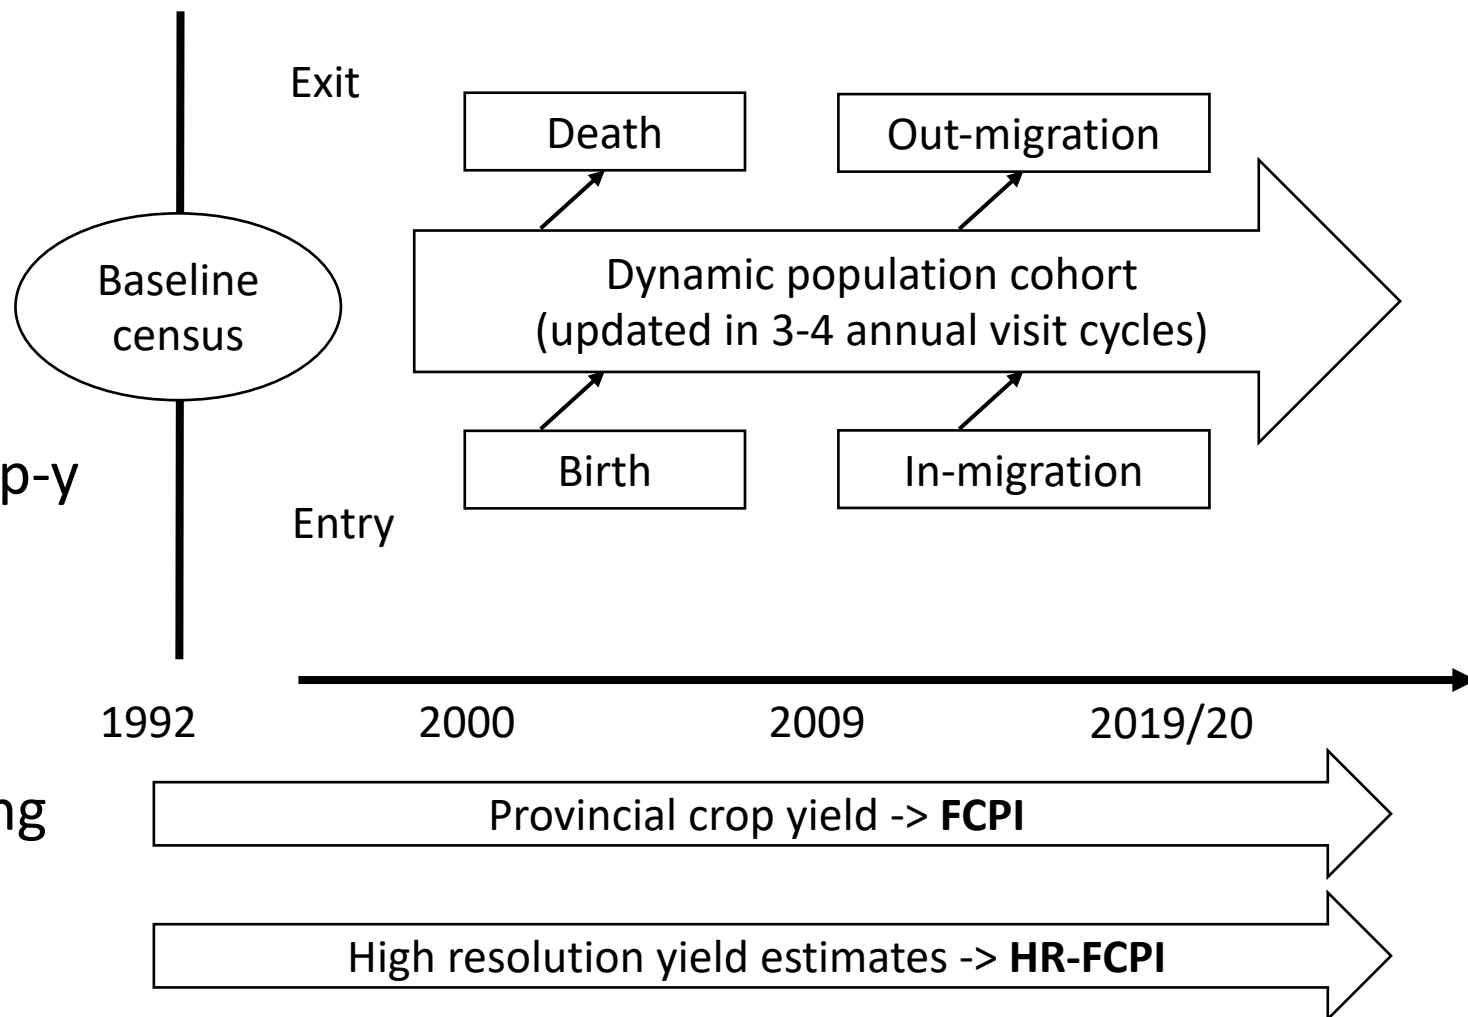 Exit
Death
Out-migration
Baseline
census
Dynamic population cohort
(updated in 3-4 annual visit cycles)
p-y
Birth
In-migration
Entry
1992
2000
2009
2019/20
ng
Provincial crop yield -> FCPI
High resolution yield estimates -> HR-FCPI